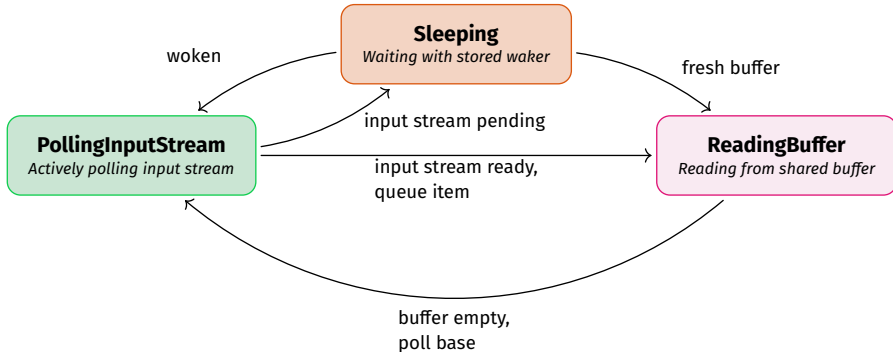 Sleeping
Waiting with stored waker
woken
fresh buffer
input stream pending
PollingInputStream
Actively polling input stream
ReadingBuffer
Reading from shared buffer
input stream ready,
queue item
buffer empty,
poll base